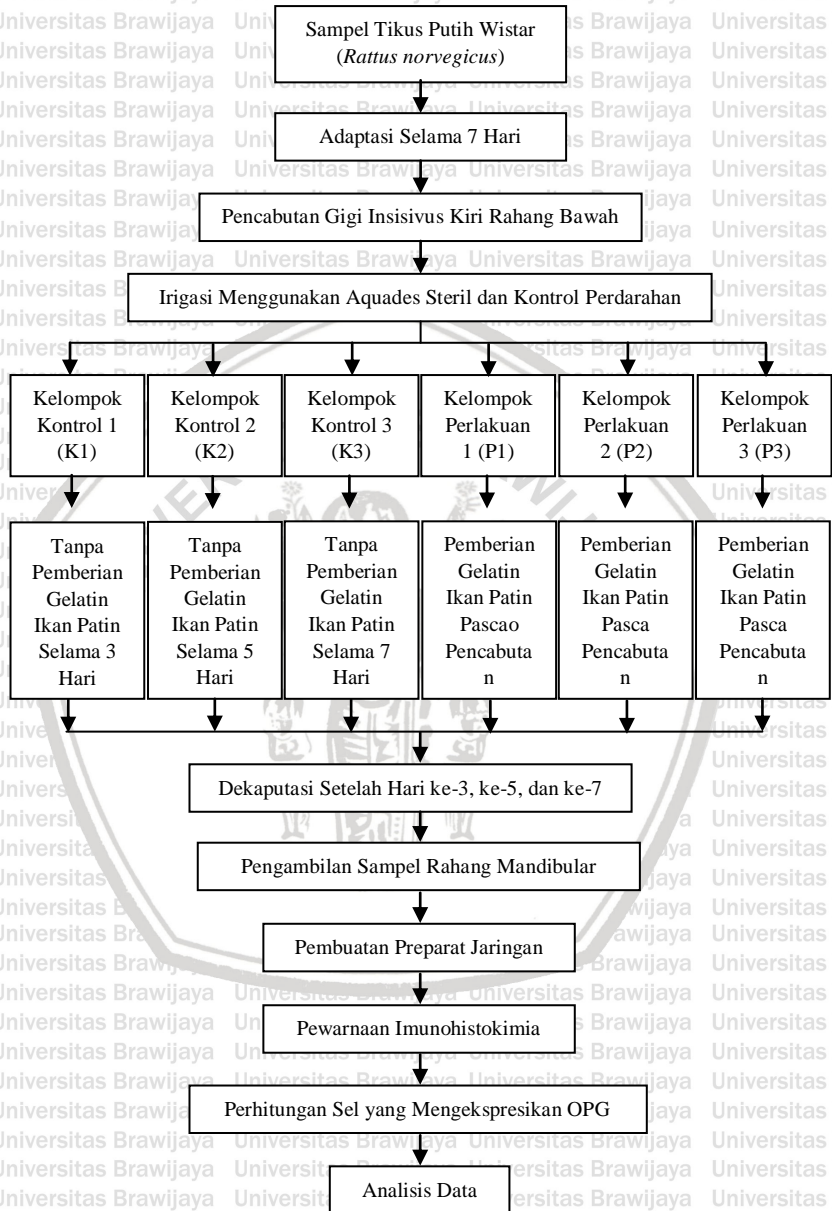 Sampel Tikus Putih Wistar
(Rattus norvegicus)
Adaptasi Selama 7 Hari
Pencabutan Gigi Insisivus Kiri Rahang Bawah
Irigasi Menggunakan Aquades Steril dan Kontrol Perdarahan
Kelompok
Kontrol 1
(K1)
Kelompok
Kontrol 2
(K2)
Kelompok
Kontrol 3
(K3)
Kelompok
Perlakuan
1 (P1)
Kelompok
Perlakuan
2 (P2)
Kelompok
Perlakuan
3 (P3)
Tanpa
Pemberian
Gelatin
Ikan Patin
Selama 3
Hari
Tanpa
Pemberian
Gelatin
Ikan Patin
Selama 5
Hari
Tanpa
Pemberian
Gelatin
Ikan Patin
Selama 7
Hari
Pemberian
Gelatin
Ikan Patin
Pascao
Pencabuta
n
Pemberian
Gelatin
Ikan Patin
Pasca
Pencabuta
n
Pemberian
Gelatin
Ikan Patin
Pasca
Pencabuta
n
Dekaputasi Setelah Hari ke-3, ke-5, dan ke-7
Pengambilan Sampel Rahang Mandibular
Pembuatan Preparat Jaringan
Pewarnaan Imunohistokimia
Perhitungan Sel yang Mengekspresikan OPG
Analisis Data